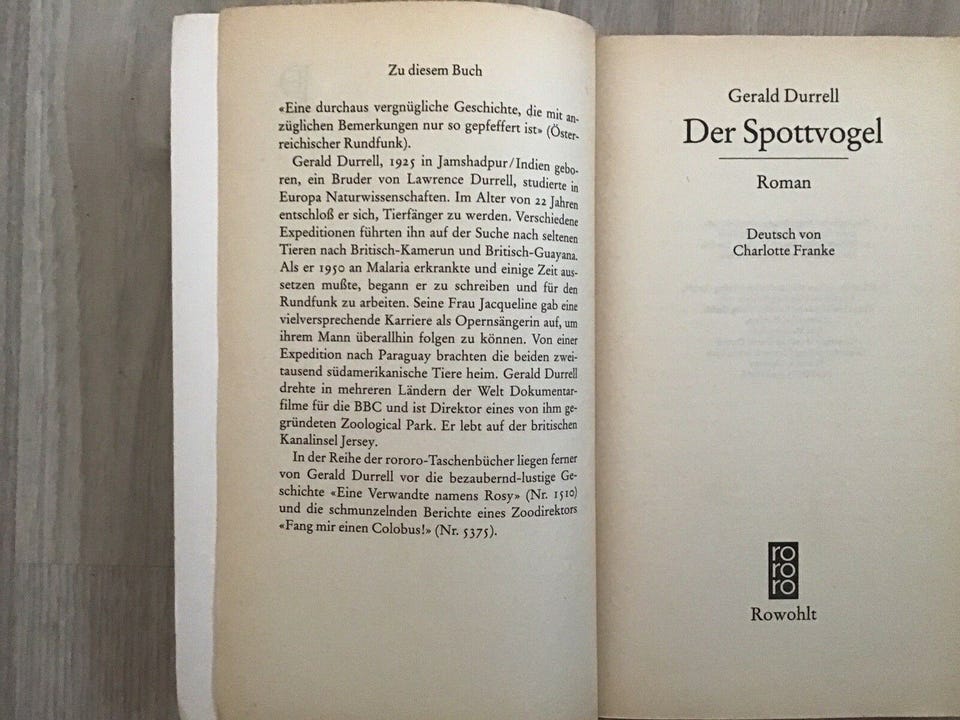 Zu diesem Buch
«Eine durchaus vergnügliche Geschichte, die mit an-
züglichen Bemerkungen nur so gepfeffert ist» (Öster-
reichischer Rundfunk).
Gerald Durrell, 1925 in Jamshadpur/Indien gebo-
ren, ein Bruder von Lawrence Durrell, studierte in
Europa Naturwissenschaften. Im Alter von 22 Jahren
entschloß er sich, Tierfänger zu werden. Verschiedene
Expeditionen führten ihn auf der Suche nach seltenen
Tieren nach Britisch-Kamerun und Britisch-Guayana.
Als er 1950 an Malaria erkrankte und einige Zeit aus-
setzen mußte, begann er zu schreiben und für den
Rundfunk zu arbeiten. Seine Frau Jacqueline gab eine
vielversprechende Karriere als Opernsängerin auf, um
ihrem Mann überallhin folgen zu können. Von einer
Expedition nach Paraguay brachten die beiden zwei-
tausend südamerikanische Tiere heim. Gerald Durrell
drehte in mehreren Ländern der Welt Dokumentar-
filme für die BBC und ist Direktor eines von ihm ge-
gründeten Zoological Park. Er lebt auf der britischen
Kanalinsel Jersey.
In der Reihe der rororo-Taschenbücher liegen ferner
von Gerald Durrell vor die bezaubernd-lustige Ge-
schichte «Eine Verwandte namens Rosy» (Nr. 1510)
und die schmunzelnden Berichte eines Zoodirektors
«Fang mir einen Colobus!» (Nr. 5375).
Gerald Durrell
Der Spottvogel
Roman
Deutsch von
Charlotte Franke
ro
ro
ro
Rowohlt